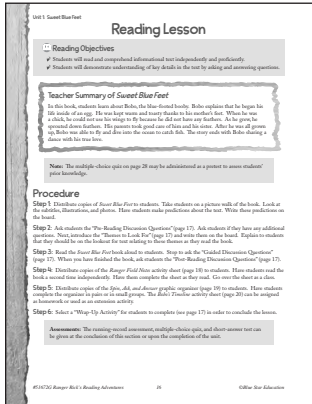 Unit 1: Sweet Blue Feet
Reading Lesson
Reading Objectives
✓ Students will read and comprehend informational text independently and proficiently.
✓ Students will demonstrate understanding of key details in the text by asking and answering questions.
Teacher Summary of Sweet Blue Feet
In this book, students learn about Bobo, the blue-footed booby. Bobo explains that he began his
life inside of an egg. He was kept warm and toasty thanks to his mother's feet. When he was
a chick, he could not use his wings to fly because he did not have any feathers. As he grew, he
sprouted down feathers. His parents took good care of him and his sister. After he was all grown
up, Bobo was able to fly and dive into the ocean to catch fish. The story ends with Bobo sharing a
dance with his true love.
Note: The multiple-choice quiz on page 28 may be administered as a pretest to assess students'
prior knowledge.
Procedure
Step 1: Distribute copies of Sweet Blue Feet to students. Take students on a picture walk of the book. Look at
the subtitles, illustrations, and photos. Have students make predictions about the text. Write these predictions on
the board.
Step 2: Ask students the "Pre-Reading Discussion Questions" (page 17). Ask students if they have any additional
questions. Next, introduce the "Themes to Look For" (page 17) and write them on the board. Explain to students
that they should be on the lookout for text relating to these themes as they read the book.
Step 3: Read the Sweet Blue Feet book aloud to students. Stop to ask the "Guided Discussion Questions"
(page 17). When you have finished the book, ask students the "Post-Reading Discussion Questions" (page 17).
Step 4: Distribute copies of the Ranger Field Notes activity sheet (page 18) to students. Have students read the
book a second time independently. Have them complete the sheet as they read. Go over the sheet as a class.
Step 5: Distribute copies of the Spin, Ask, and Answer graphic organizer (page 19) to students. Have students
complete the organizers in pairs or in small groups. The Bobo's Timeline activity sheet (page 20) can be assigned
as homework or used as an extension activity.
Step 6: Select a "Wrap-Up Activity" for students to complete (see page 17) in order to conclude the lesson.
Assessments: The running-record assessment, multiple-choice quiz, and short-answer test can
be given at the conclusion of this section or upon the completion of the unit.
#51672G Ranger Rick's Reading Adventures
16
©Blue Star Education